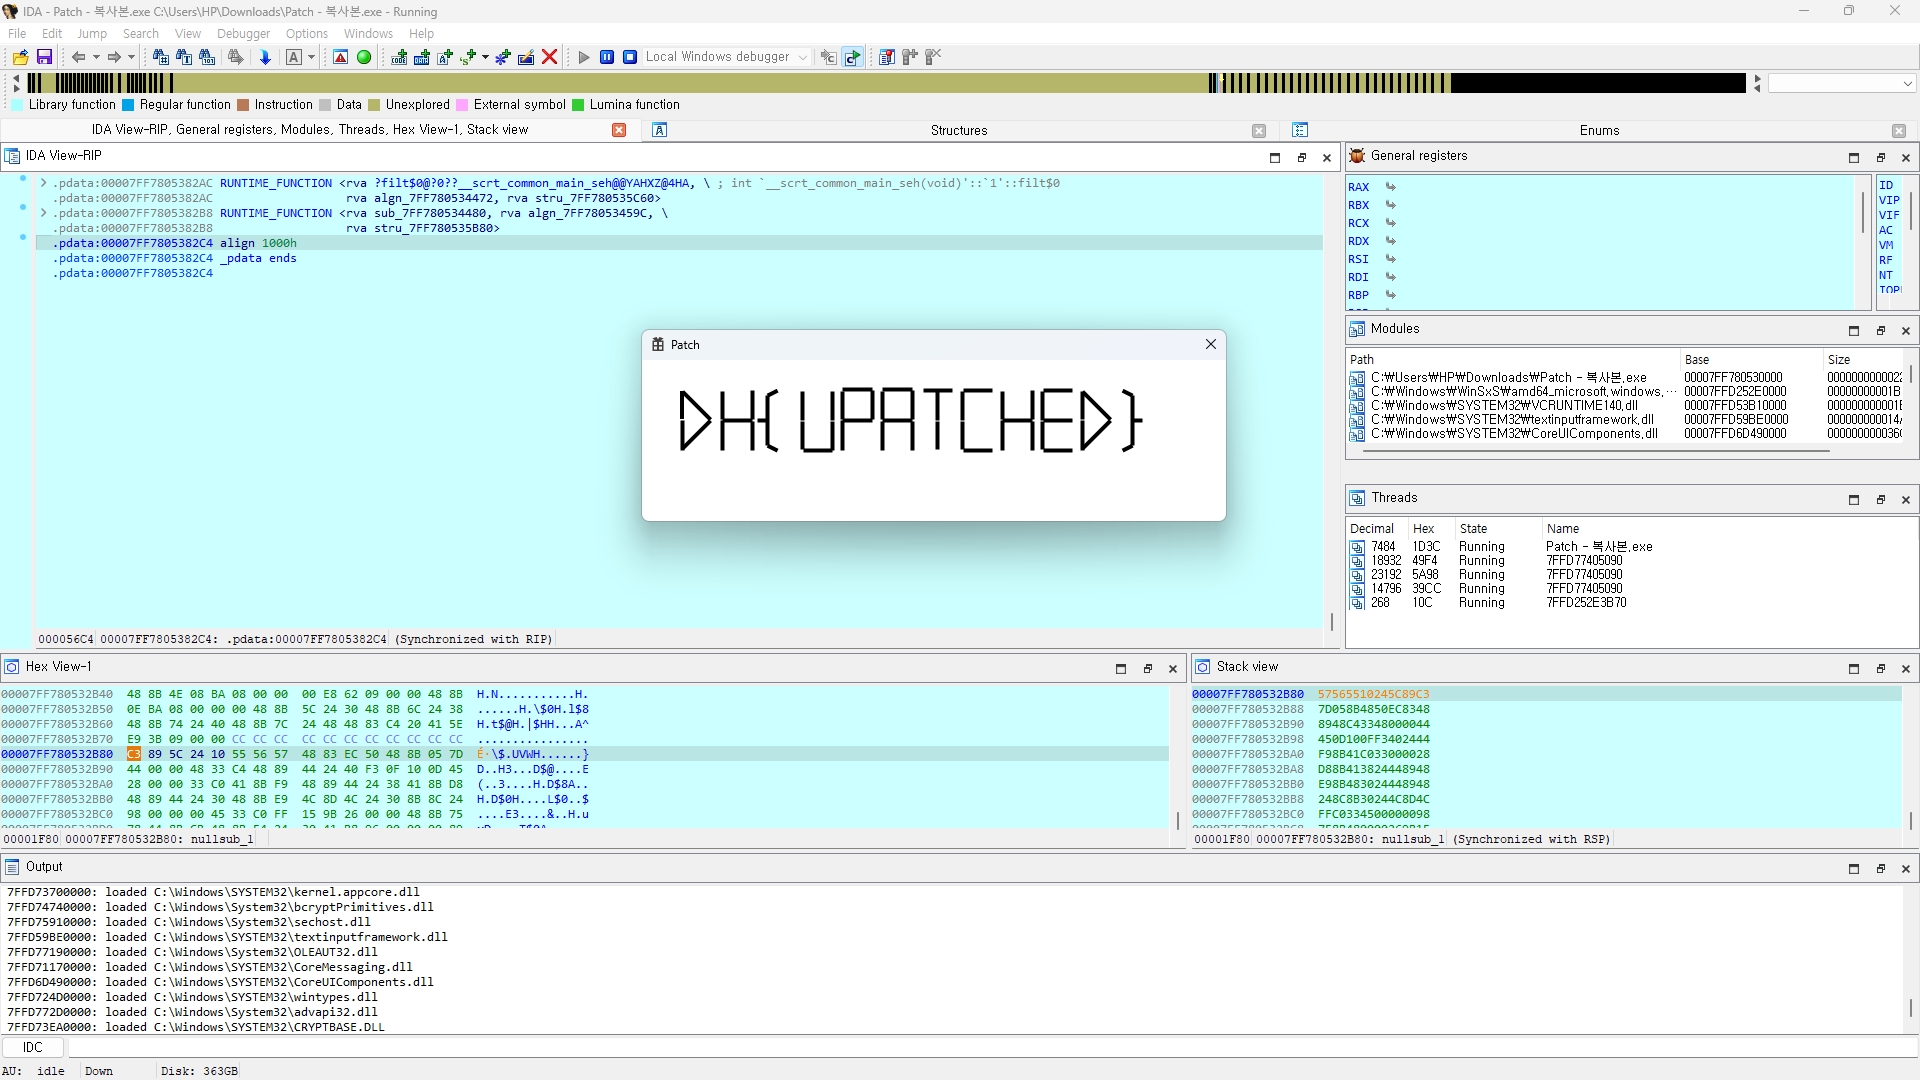 IDA - Patch - 복사본.exe C:\Users\HP\Downloads\Patch - 복사본.exe - Running
File Edit Jump Search View Debugger Options Windows Help
Local Windows debugger
Library function Regular function Instruction Data Unexplored External symbol Lumina function
IDA View-RIP, General registers, Modules, Threads, Hex View-1, Stack view Structures Enums
IDA View-RIP
.pdata:00007FF7805382AC RUNTIME_FUNCTION <rva ?filt$0@?0??__scrt_common_main_seh@@YAHXZ@4HA, \ ; int `__scrt_common_main_seh(void)'::`1'::filt$0
.pdata:00007FF7805382AC rva algn_7FF780534472, rva stru_7FF780535C60>
.pdata:00007FF7805382B8 RUNTIME_FUNCTION <rva sub_7FF780534480, rva algn_7FF78053459C, \
.pdata:00007FF7805382B8 rva stru_7FF780535B80>
.pdata:00007FF7805382C4 align 1000h
.pdata:00007FF7805382C4 _pdata ends
.pdata:00007FF7805382C4
000056C4 00007FF7805382C4: .pdata:00007FF7805382C4 (Synchronized with RIP)
Patch
DH{UPATCHED}
General registers
RAX
RBX
RCX
RDX
RSI
RDI
RBP
ID
VIP
VIF
AC
VM
RF
NT
Modules
Path Base Size
C:₩Users₩HP₩Downloads₩Patch - 복사본.exe 00007FF780530000 000000000022
C:₩Windows₩WinSxS₩amd64_microsoft,windows,··· 00007FFD252E0000 00000000001B
C:₩Windows₩SYSTEM32₩VCRUNTIME140.dll 00007FFD53B10000 00000000001E
C:₩Windows₩SYSTEM32₩textinputframework.dll 00007FFD59BE0000 00000000014
C:₩Windows₩SYSTEM32₩CoreUIComponents.dll 00007FFD6D490000 000000000036
Threads
Decimal Hex State Name
7484 1D3C Running Patch - 복사본.exe
18932 49F4 Running 7FFD77405090
23192 5A98 Running 7FFD77405090
14796 39CC Running 7FFD77405090
268 10C Running 7FFD252E3B70
Hex View-1
00007FF780532B40 48 8B 4E 08 BA 08 00 00 00 E8 62 09 00 00 48 8B H.N...........H.
00007FF780532B50 0E BA 08 00 00 00 48 8B 5C 24 30 48 8B 6C 24 38 ......H.\$0H.l$8
00007FF780532B60 48 8B 74 24 40 48 8B 7C 24 48 48 83 C4 20 41 5E H.t$@H.|$HH...A^
00007FF780532B70 E9 3B 09 00 00 CC CC CC CC CC CC CC CC CC CC CC ................
00007FF780532B80 C3 89 5C 24 10 55 56 57 48 83 EC 50 48 8B 05 7D É·\$.UVWH......}
00007FF780532B90 44 00 00 48 33 C4 48 89 44 24 40 F3 0F 10 0D 45 D..H3...D$@....E
00007FF780532BA0 28 00 00 33 C0 41 8B F9 48 89 44 24 38 41 8B D8 (..3....H.D$8A..
00007FF780532BB0 48 89 44 24 30 48 8B E9 4C 8D 4C 24 30 8B 8C 24 H.D$0H....L$0..$
00007FF780532BC0 98 00 00 00 45 33 C0 FF 15 9B 26 00 00 48 8B 75 ....E3....&..H.u
00001F80 00007FF780532B80: nullsub_1
Stack view
00007FF780532B80 57565510245C89C3
00007FF780532B88 7D058B4850EC8348
00007FF780532B90 8948C43348000044
00007FF780532B98 450D100FF3402444
00007FF780532BA0 F98B41C033000028
00007FF780532BA8 D88B413824448948
00007FF780532BB0 E98B483024448948
00007FF780532BB8 248C8B30244C8D4C
00007FF780532BC0 FFC0334500000098
00001F80 00007FF780532B80: nullsub_1 (Synchronized with RSP)
Output
7FFD73700000: loaded C:\Windows\SYSTEM32\kernel.appcore.dll
7FFD74740000: loaded C:\Windows\System32\bcryptPrimitives.dll
7FFD75910000: loaded C:\Windows\System32\sechost.dll
7FFD59BE0000: loaded C:\Windows\SYSTEM32\textinputframework.dll
7FFD77190000: loaded C:\Windows\System32\OLEAUT32.dll
7FFD71170000: loaded C:\Windows\SYSTEM32\CoreMessaging.dll
7FFD6D490000: loaded C:\Windows\SYSTEM32\CoreUIComponents.dll
7FFD724D0000: loaded C:\Windows\SYSTEM32\wintypes.dll
7FFD772D0000: loaded C:\Windows\System32\advapi32.dll
7FFD73EA0000: loaded C:\Windows\SYSTEM32\CRYPTBASE.DLL
IDC
AU: idle Down Disk: 363GB